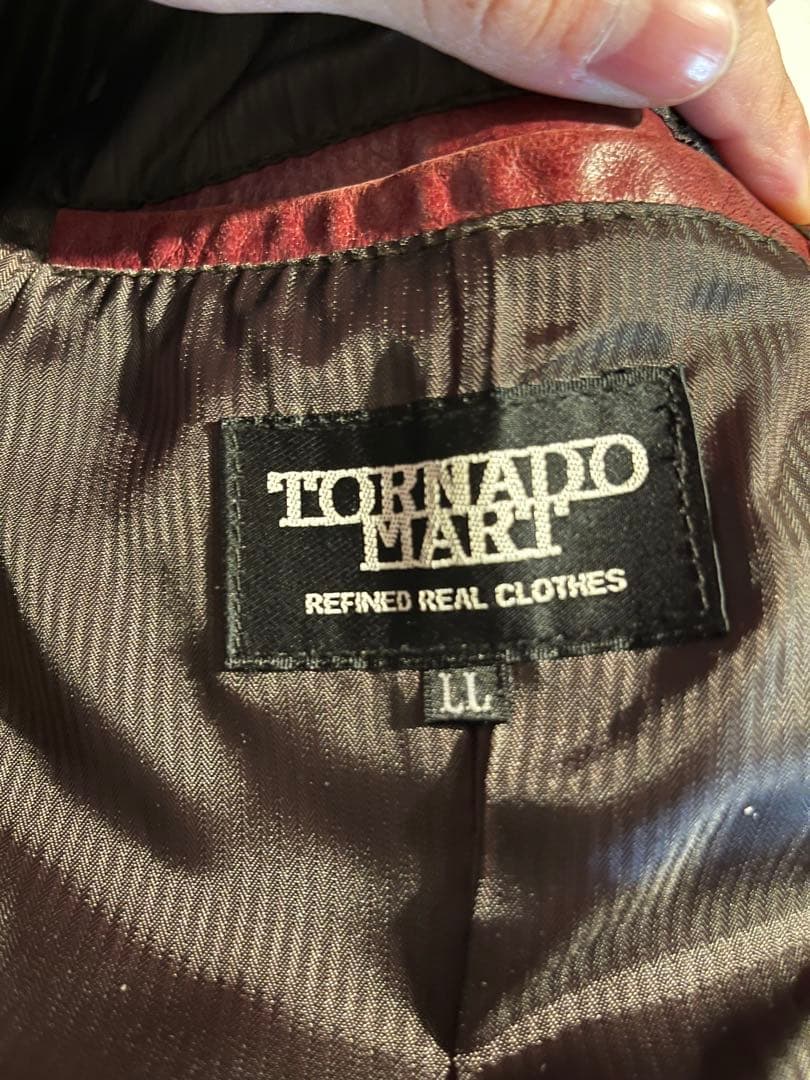 TORNADO
MART
REFINED REAL CLOTHES
LL